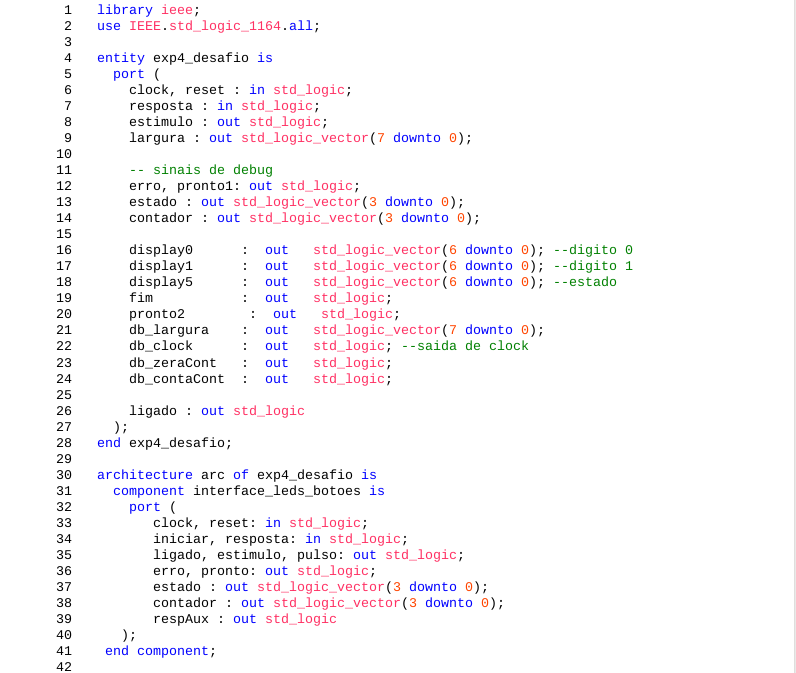 1 library ieee;
2 use IEEE.std_logic_1164.all;
3
4 entity exp4_desafio is
5 port (
6 clock, reset : in std_logic;
7 resposta : in std_logic;
8 estimulo : out std_logic;
9 largura : out std_logic_vector(7 downto 0);
10
11 -- sinais de debug
12 erro, pronto1: out std_logic;
13 estado : out std_logic_vector(3 downto 0);
14 contador : out std_logic_vector(3 downto 0);
15
16 display0 : out std_logic_vector(6 downto 0); --digito 0
17 display1 : out std_logic_vector(6 downto 0); --digito 1
18 display5 : out std_logic_vector(6 downto 0); --estado
19 fim : out std_logic;
20 pronto2 : out std_logic;
21 db_largura : out std_logic_vector(7 downto 0);
22 db_clock : out std_logic; --saida de clock
23 db_zeraCont : out std_logic;
24 db_contaCont : out std_logic;
25
26 ligado : out std_logic
27 );
28 end exp4_desafio;
29
30 architecture arc of exp4_desafio is
31 component interface_leds_botoes is
32 port (
33 clock, reset: in std_logic;
34 iniciar, resposta: in std_logic;
35 ligado, estimulo, pulso: out std_logic;
36 erro, pronto: out std_logic;
37 estado : out std_logic_vector(3 downto 0);
38 contador : out std_logic_vector(3 downto 0);
39 respAux : out std_logic
40 );
41 end component;
42